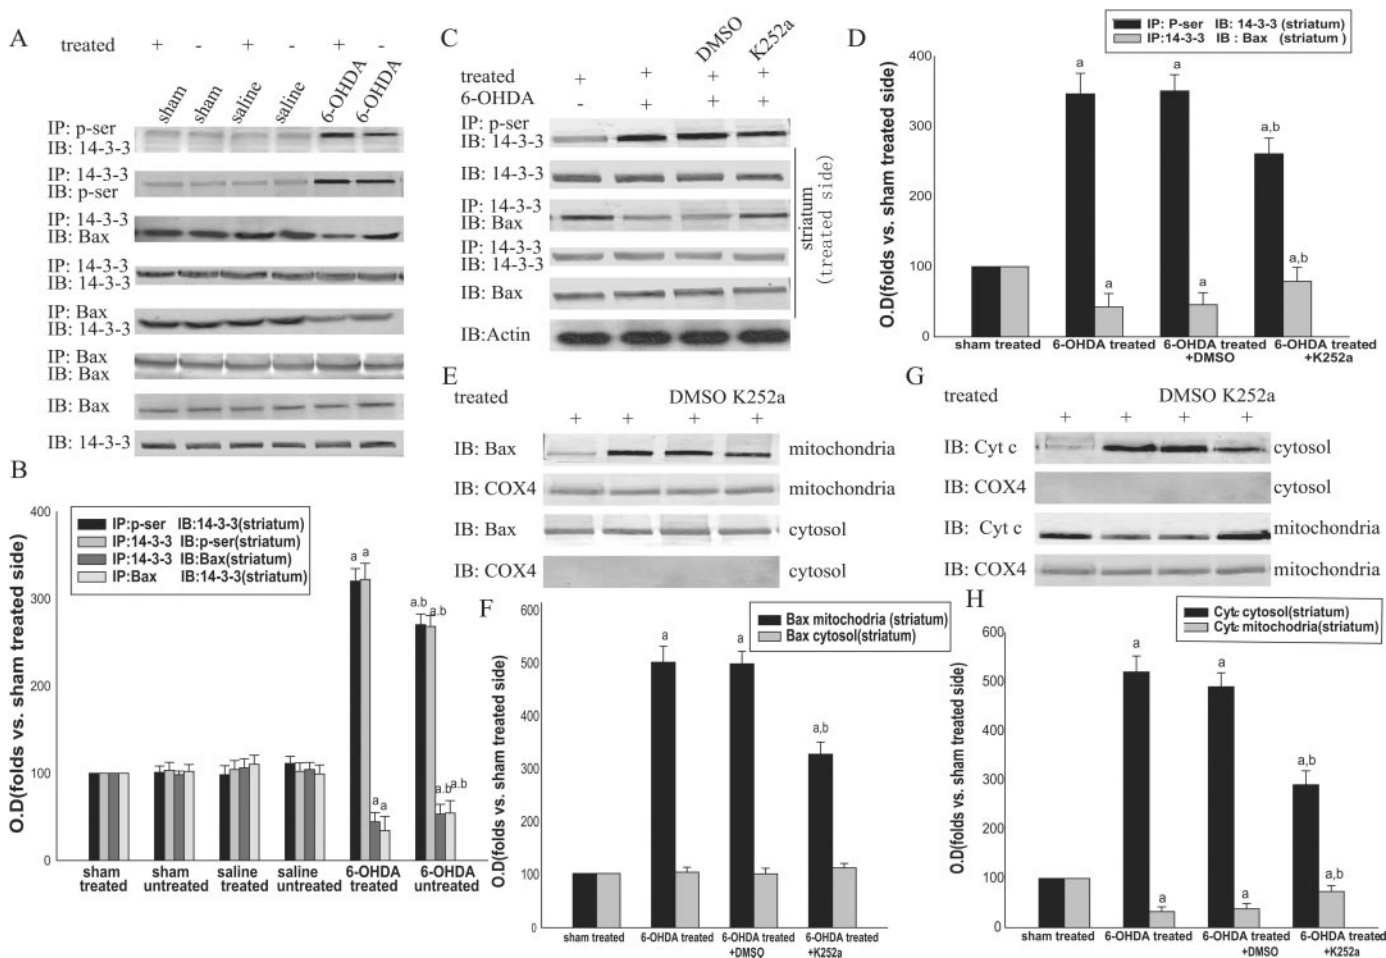 A
treated + - + - + -
sham sham saline saline 6-OHDA 6-OHDA
IP: p-ser
IB: 14-3-3
IP: 14-3-3
IB: p-ser
IP: 14-3-3
IB: Bax
IP: 14-3-3
IB: 14-3-3
IP: Bax
IB: 14-3-3
IP: Bax
IB: Bax
IB: Bax
IB: 14-3-3
B
O.D(folds vs. sham treated side)
400
300
200
100
0
IP:p-ser IB:14-3-3(striatum)
IP:14-3-3 IB:p-ser(striatum)
IP:14-3-3 IB:Bax(striatum)
IP:Bax IB:14-3-3(striatum)
a a
a a
a.b a.b
a.b a.b
sham treated
sham untreated
saline treated
saline untreated
6-OHDA treated
6-OHDA untreated
C
DMSO K252a
treated + + + +
6-OHDA - + + +
IP: p-ser
IB: 14-3-3
IB: 14-3-3
IP: 14-3-3
IB: Bax
IP: 14-3-3
IB: 14-3-3
IB: Bax
IB:Actin
striatum
(treated side)
D
IP: P-ser IB: 14-3-3 (striatum)
IP:14-3-3 IB : Bax (striatum )
O.D(folds vs. sham treated side)
400
300
200
100
0
a
a
a
a
a,b
a,b
sham treated
6-OHDA treated
6-OHDA treated
+DMSO
6-OHDA treated
+K252a
E
treated DMSO K252a
+ + + +
IB: Bax mitochondria
IB: COX4 mitochondria
IB: Bax cytosol
IB: COX4 cytosol
F
Bax mitochodria (striatum)
Bax cytosol(striatum)
O.D(folds vs. sham treated side)
600
500
400
300
200
100
0
a
a
a,b
sham treated
6-OHDA treated
6-OHDA treated
+DMSO
6-OHDA treated
+K252a
G
treated DMSO K252a
+ + + +
IB: Cyt c cytosol
IB: COX4 cytosol
IB: Cyt c mitochondria
IB: COX4 mitochondria
H
Cytc cytosol(striatum)
Cytc mitochodria(striatum)
O.D(folds vs. sham treated side)
600
500
400
300
200
100
0
a
a
a
a
a,b
a,b
sham treated
6-OHDA treated
6-OHDA treated
+DMSO
6-OHDA treated
+K252a